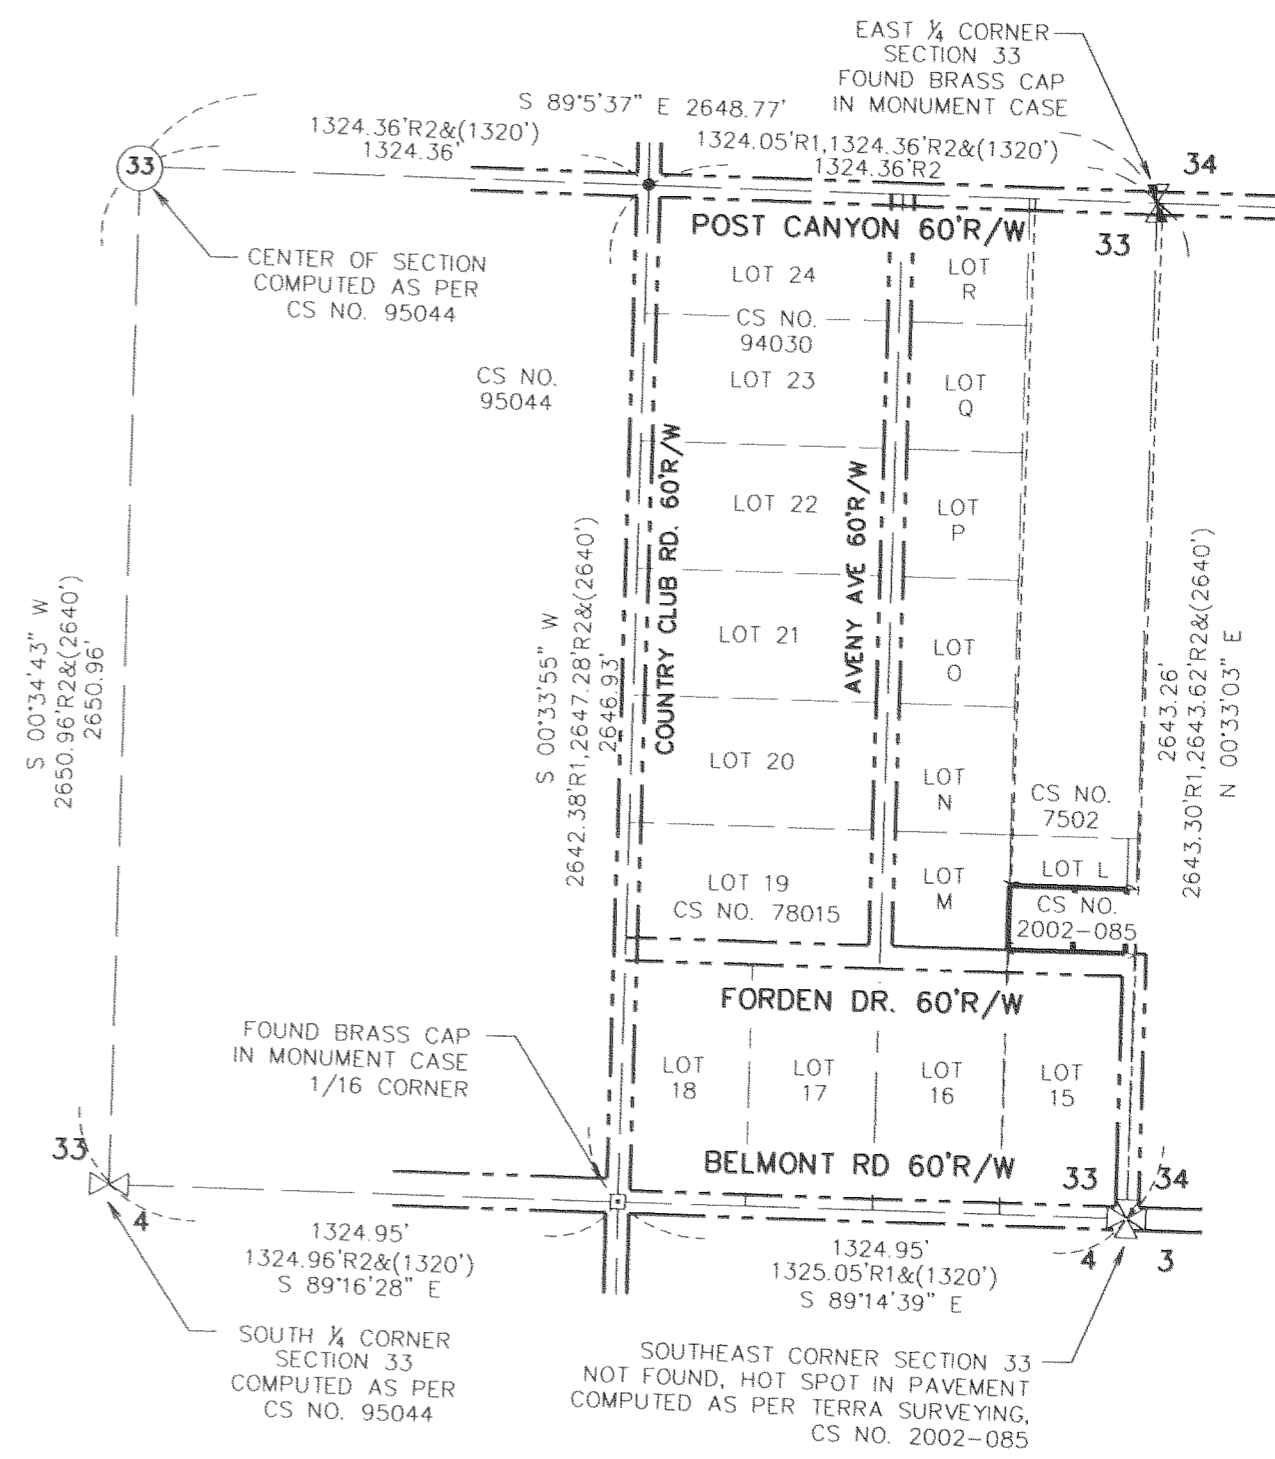 EAST ¼ CORNER
SECTION 33
FOUND BRASS CAP
IN MONUMENT CASE
S 89°5'37" E 2648.77'
1324.36'R2&(1320')
1324.36'
1324.05'R1,1324.36'R2&(1320')
1324.36'R2
33
34
33
POST CANYON 60'R/W
CENTER OF SECTION
COMPUTED AS PER
CS NO. 95044
LOT 24
LOT
R
CS NO.
94030
CS NO.
95044
LOT 23
LOT
Q
COUNTRY CLUB RD. 60'R/W
AVENY AVE 60'R/W
LOT 22
LOT
P
S 00°34'43" W
2650.96'R2&(2640')
2650.96'
S 00°33'55" W
2642.38'R1,2647.28'R2&(2640')
2646.93'
2643.26'
2643.30'R1,2643.62'R2&(2640')
N 00°33'03" E
LOT 21
LOT
O
LOT 20
LOT
N
CS NO.
7502
LOT 19
CS NO. 78015
LOT
M
LOT L
CS NO.
2002-085
FORDEN DR. 60'R/W
FOUND BRASS CAP
IN MONUMENT CASE
1/16 CORNER
LOT
18
LOT
17
LOT
16
LOT
15
BELMONT RD 60'R/W
33
4
33
34
4
3
1324.95'
1324.96'R2&(1320')
S 89°16'28" E
1324.95'
1325.05'R1&(1320')
S 89°14'39" E
SOUTH ¼ CORNER
SECTION 33
COMPUTED AS PER
CS NO. 95044
SOUTHEAST CORNER SECTION 33
NOT FOUND, HOT SPOT IN PAVEMENT
COMPUTED AS PER TERRA SURVEYING,
CS NO. 2002-085